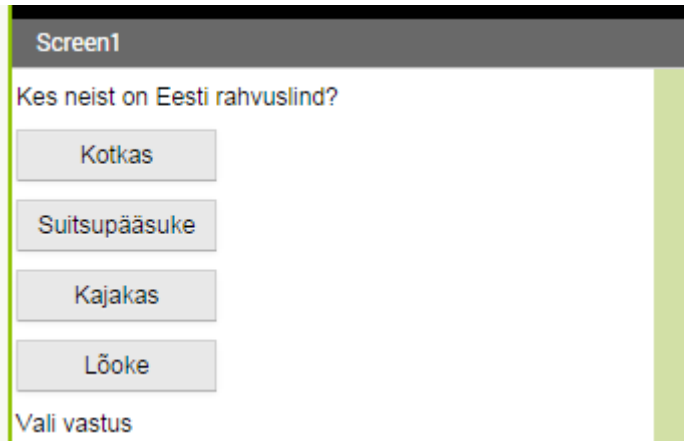 Screen1
Kes neist on Eesti rahvuslind?
Kotkas
Suitsupääsuke
Kajakas
Lõoke
Vali vastus